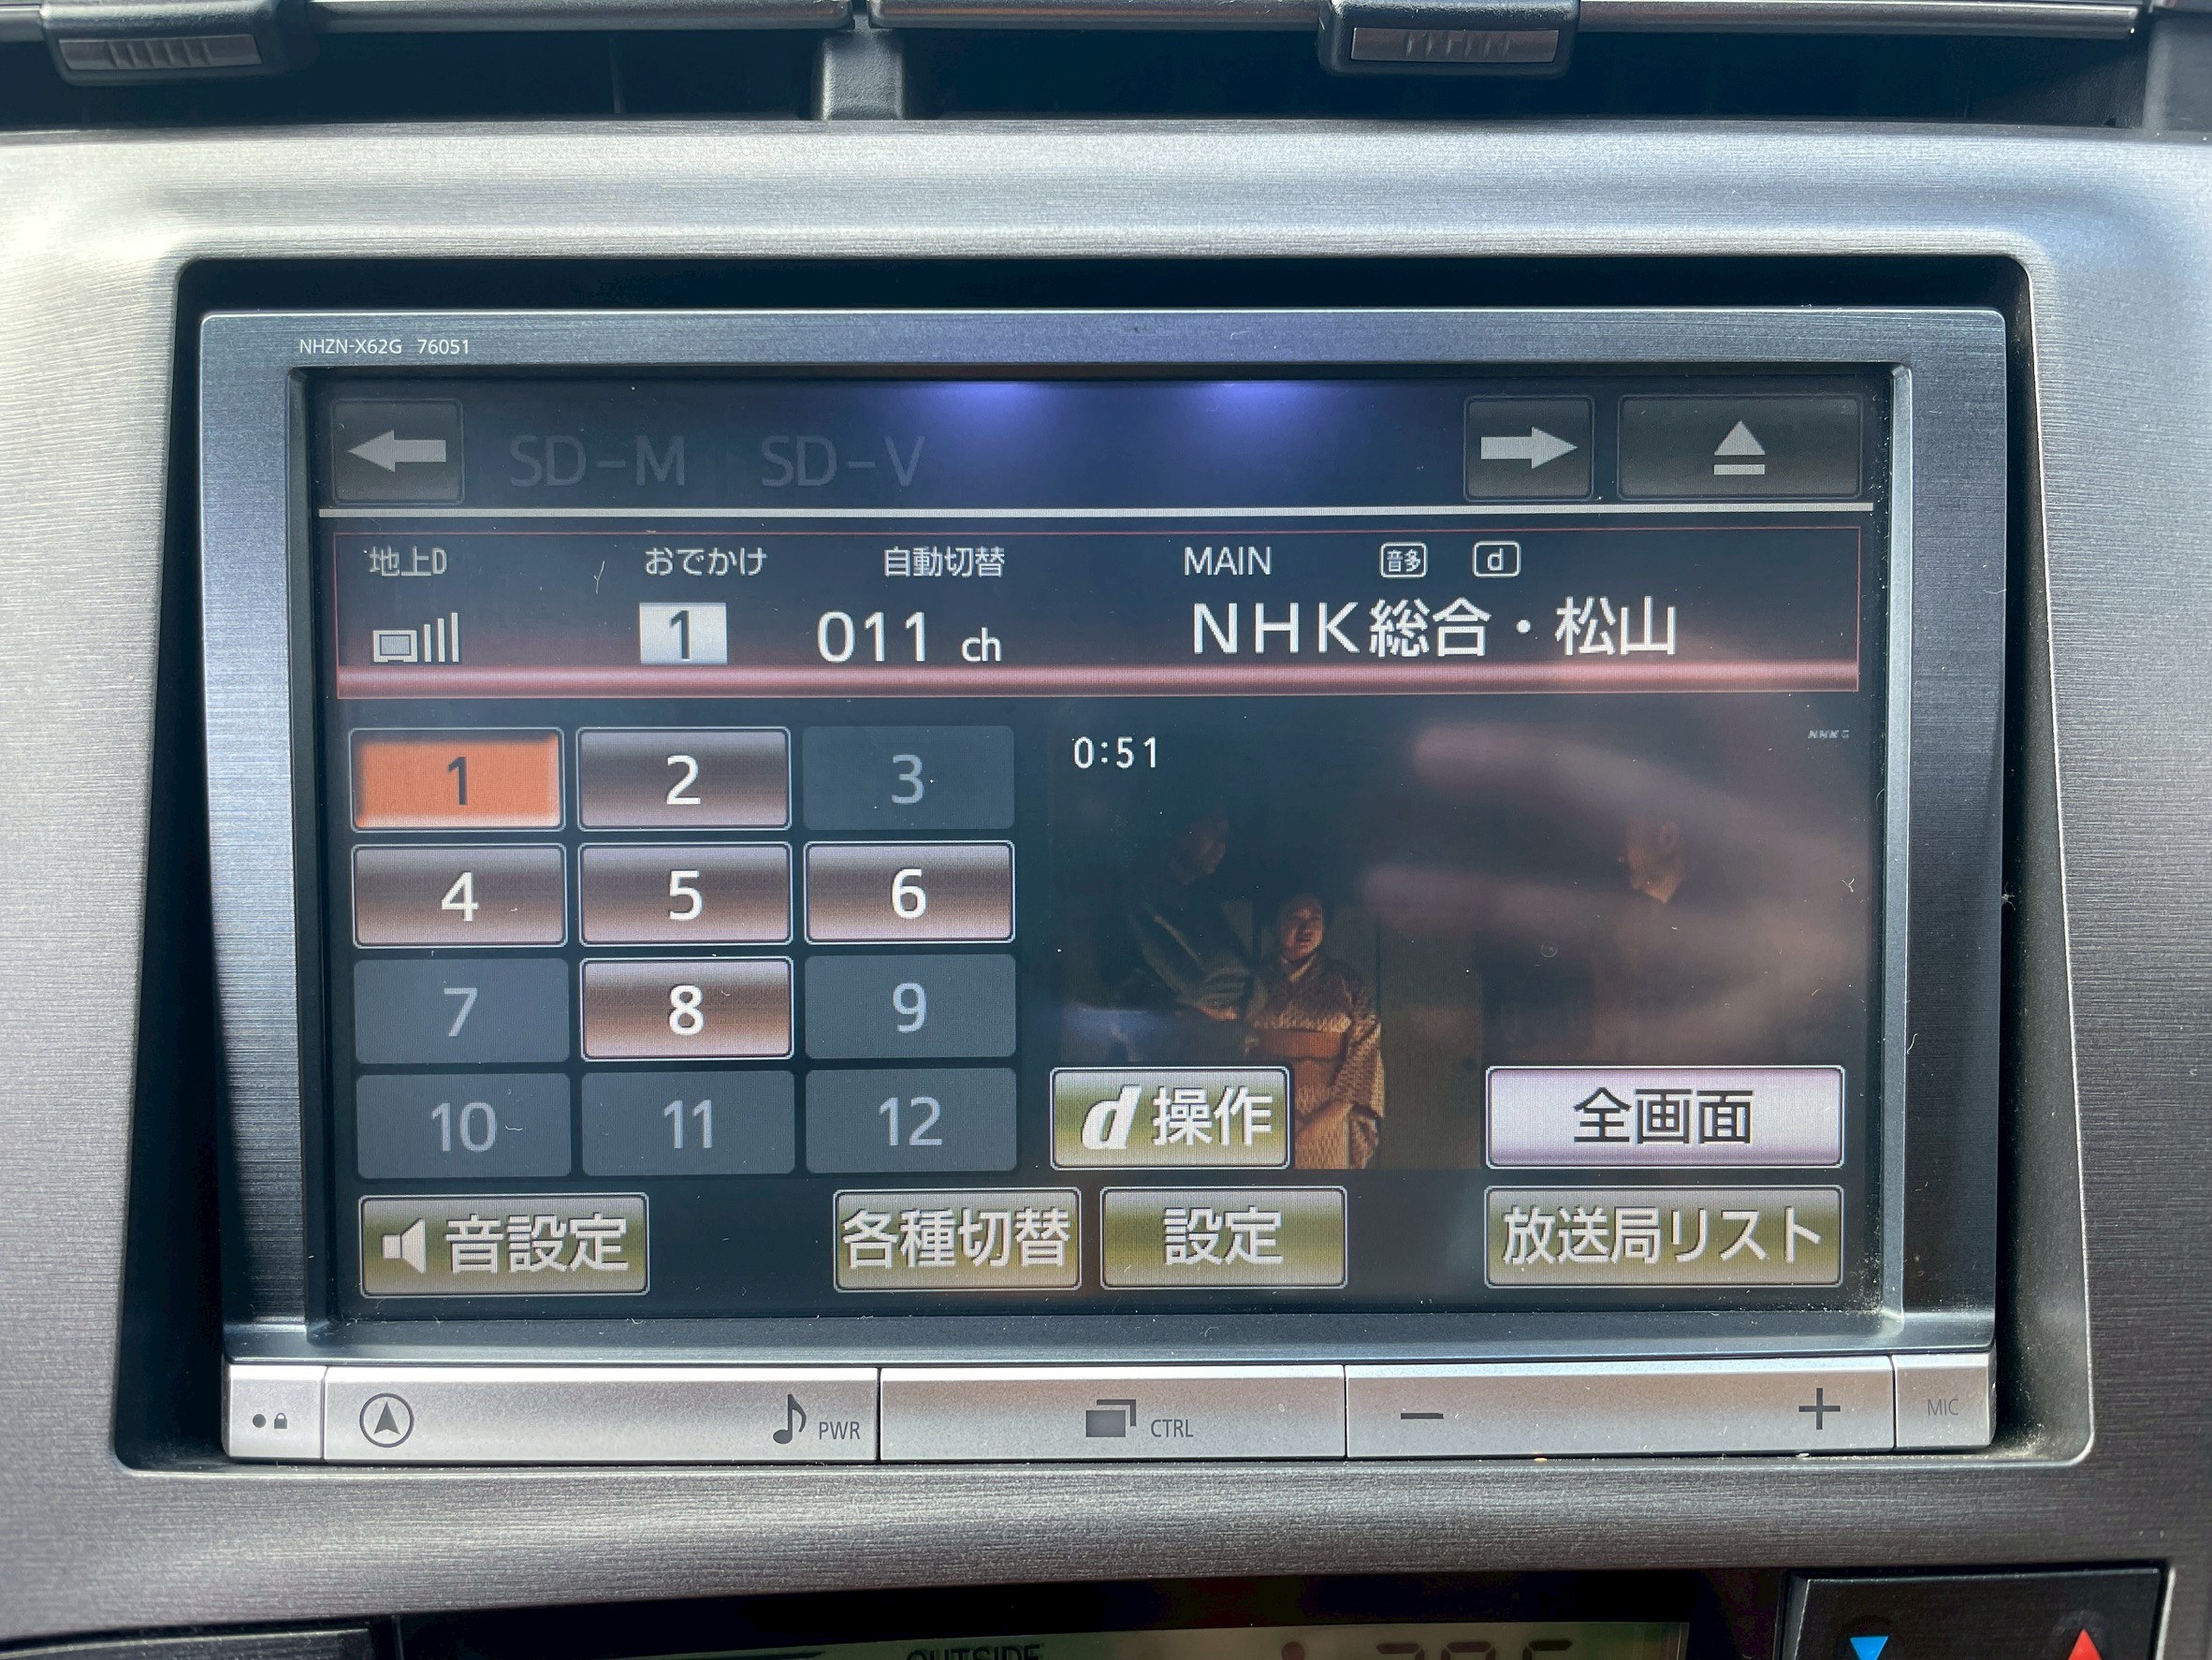 NHZN-X62G 76051
SD-M SD-V
地上D おでかけ 自動切替 MAIN 音多 d
1 011 ch NHK総合・松山
0:51
NHK G
1 2 3
4 5 6
7 8 9
10 11 12
d 操作 全画面
音設定 各種切替 設定 放送局リスト
PWR CTRL − + MIC
OUTSIDE